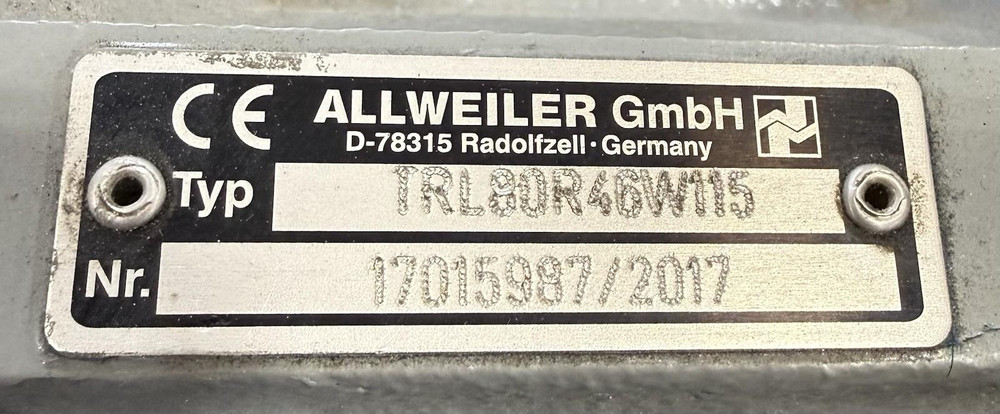 CE ALLWEILER GmbH
D-78315 Radolfzell·Germany
Typ TRL80R46W115
Nr. 17015987/2017